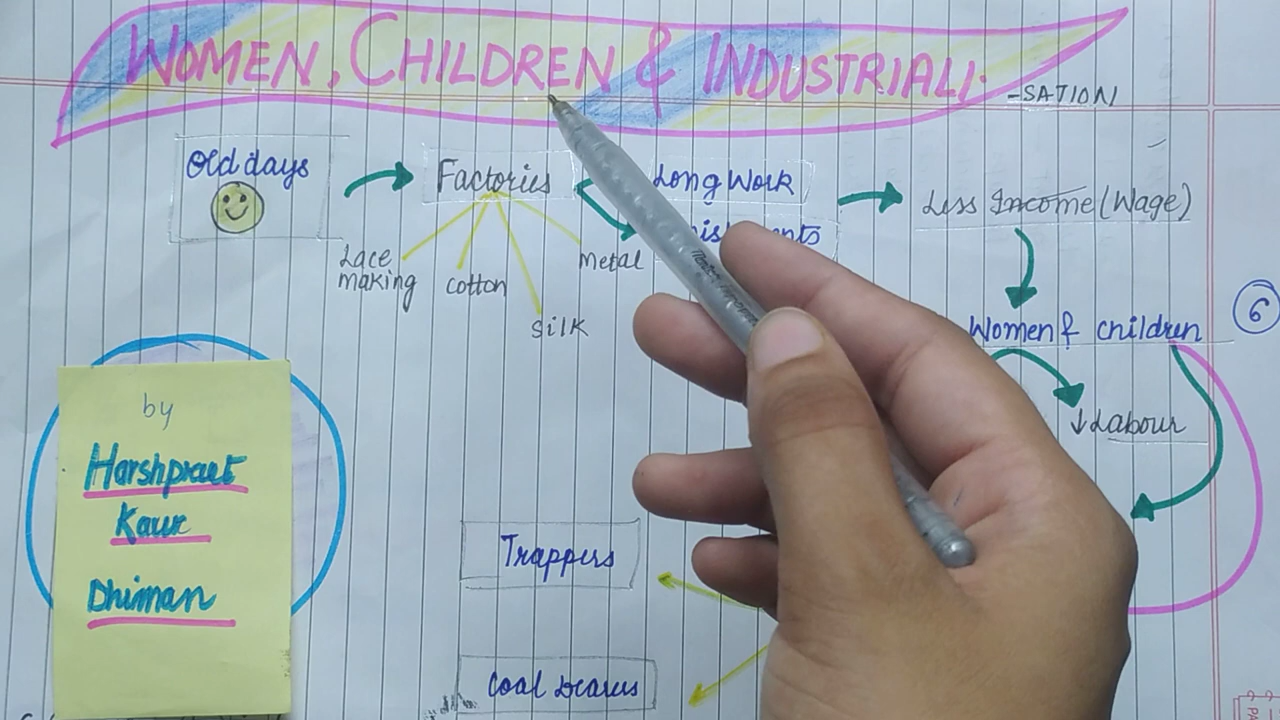 WOMEN, CHILDREN & INDUSTRIALI-
-SATION
Old days
Factories
Long Work
Less Income (Wage)
Lace making
cotton
Silk
metal
Women & children
6
↓ Labour
by
Harshpreet
Kaur
Dhiman
Trappers
Coal bearers